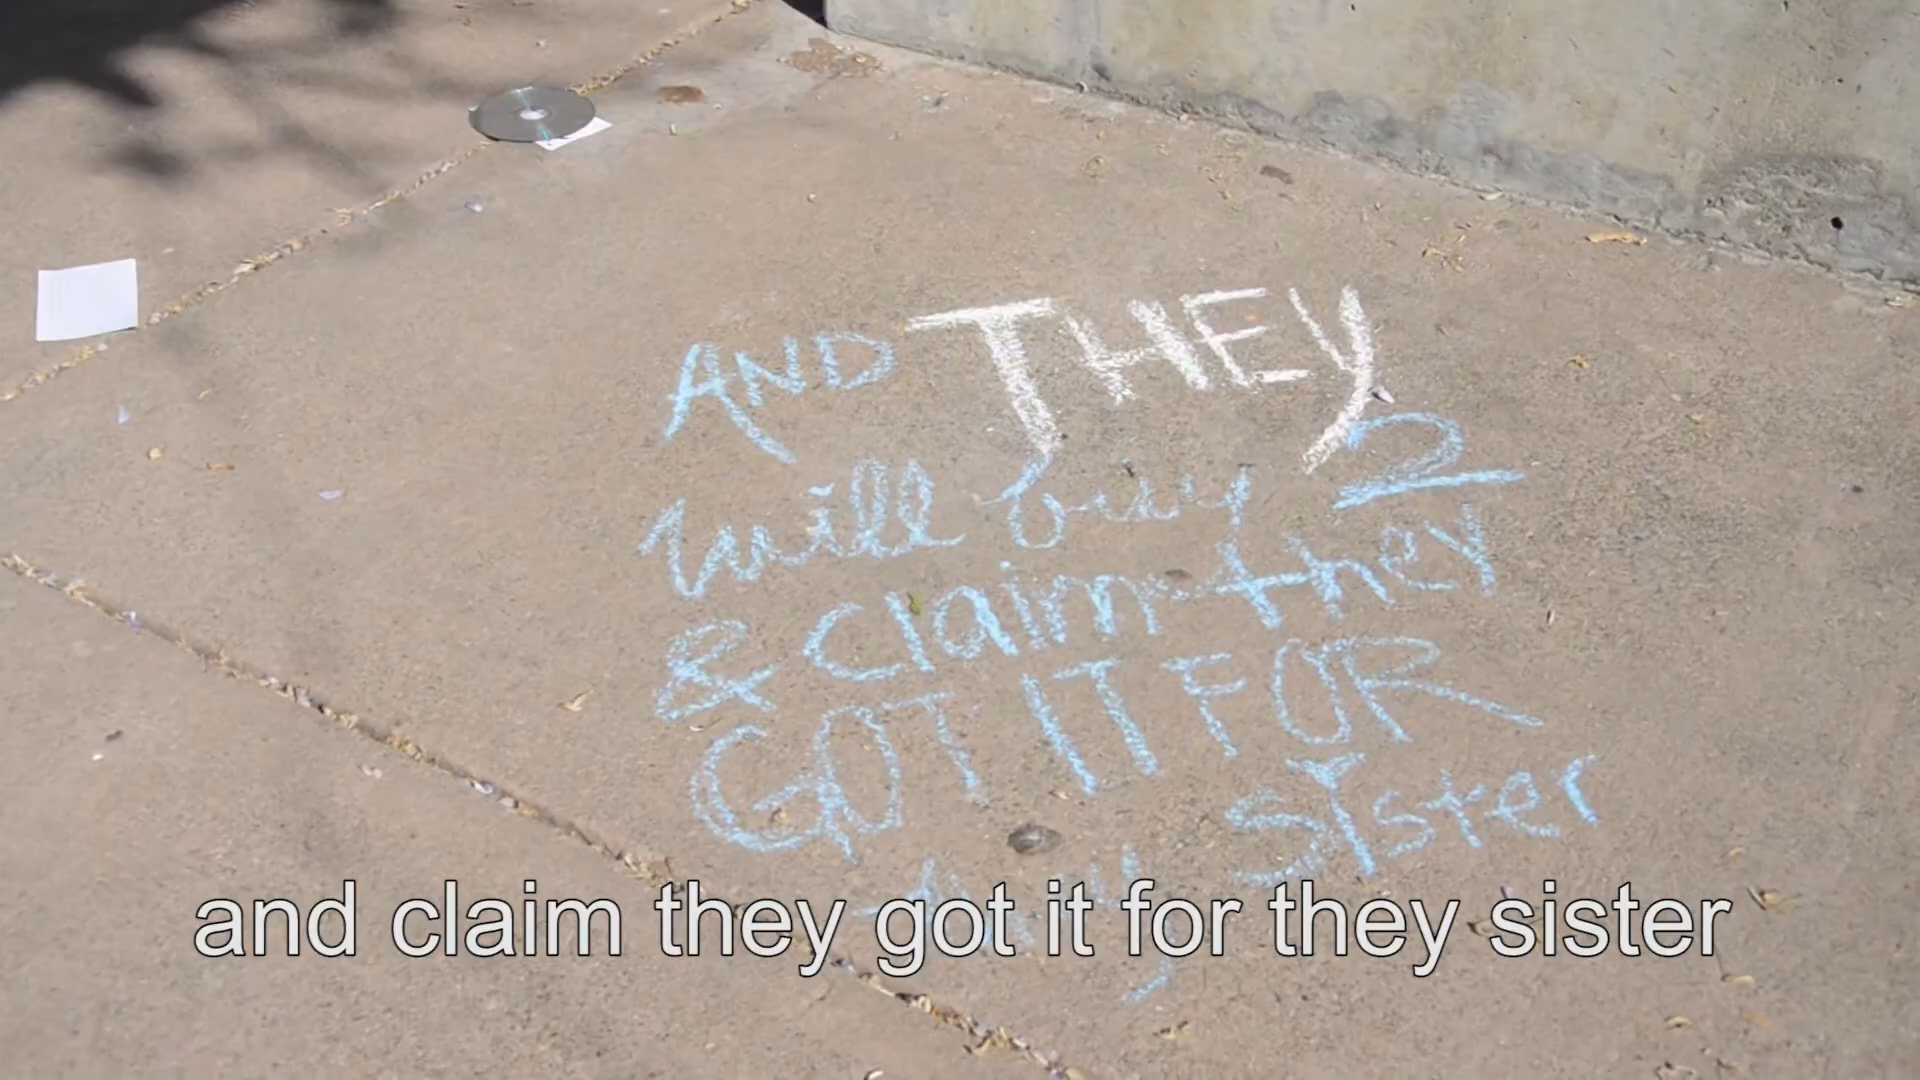 AND THEY
will buy 2
& claim they
GOT IT FOR
they sister
and claim they got it for they sister